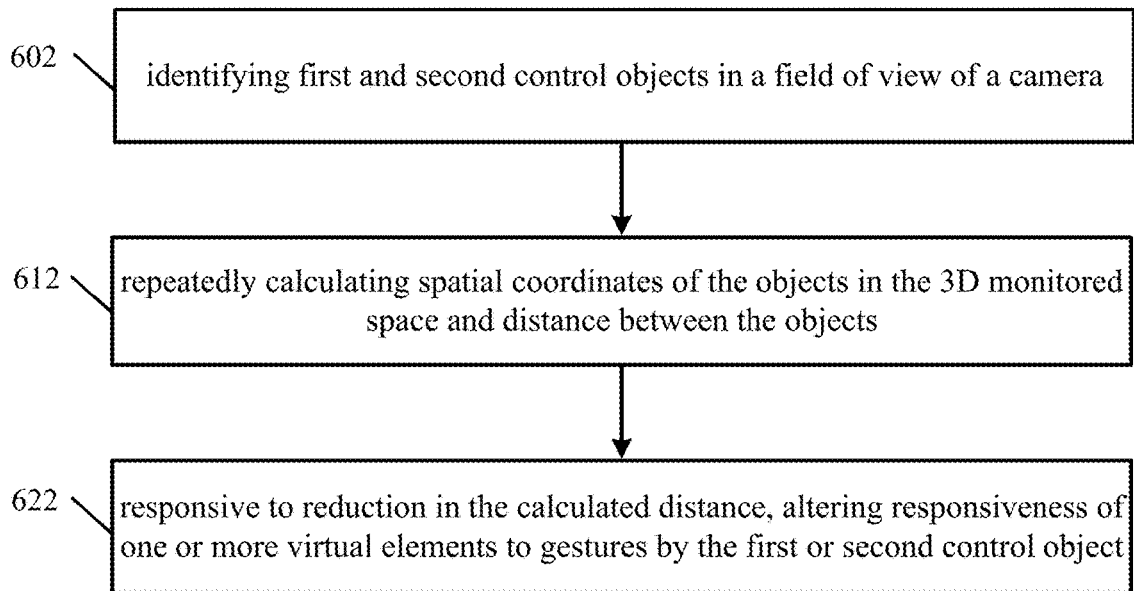 602
identifying first and second control objects in a field of view of a camera
612
repeatedly calculating spatial coordinates of the objects in the 3D monitored
space and distance between the objects
622
responsive to reduction in the calculated distance, altering responsiveness of
one or more virtual elements to gestures by the first or second control object